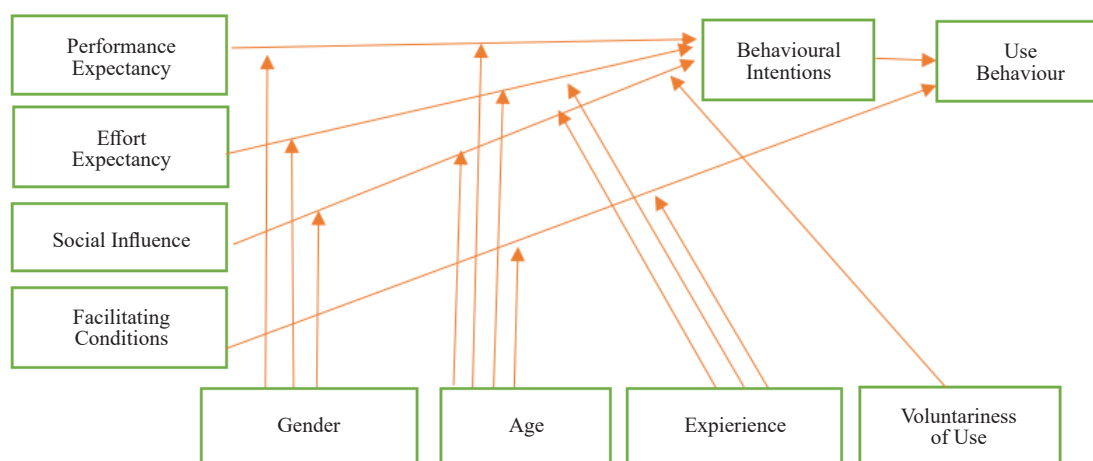 Performance
Expectancy
Behavioural
Intentions
Use
Behaviour
Effort
Expectancy
Social Influence
Facilitating
Conditions
Gender
Age
Expierience
Voluntariness
of Use